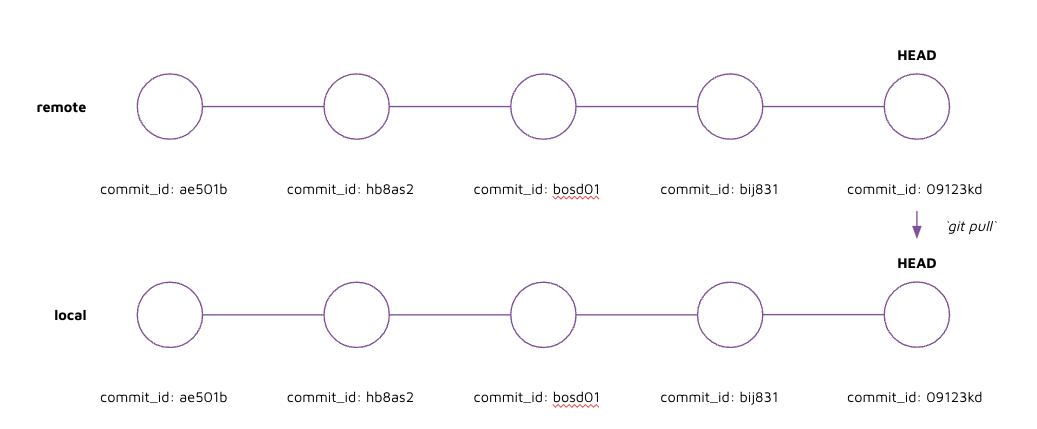 HEAD
remote
commit_id: ae501b
commit_id: hb8as2
commit_id: bosd01
commit_id: bij831
commit_id: 09123kd
`git pull`
HEAD
local
commit_id: ae501b
commit_id: hb8as2
commit_id: bosd01
commit_id: bij831
commit_id: 09123kd